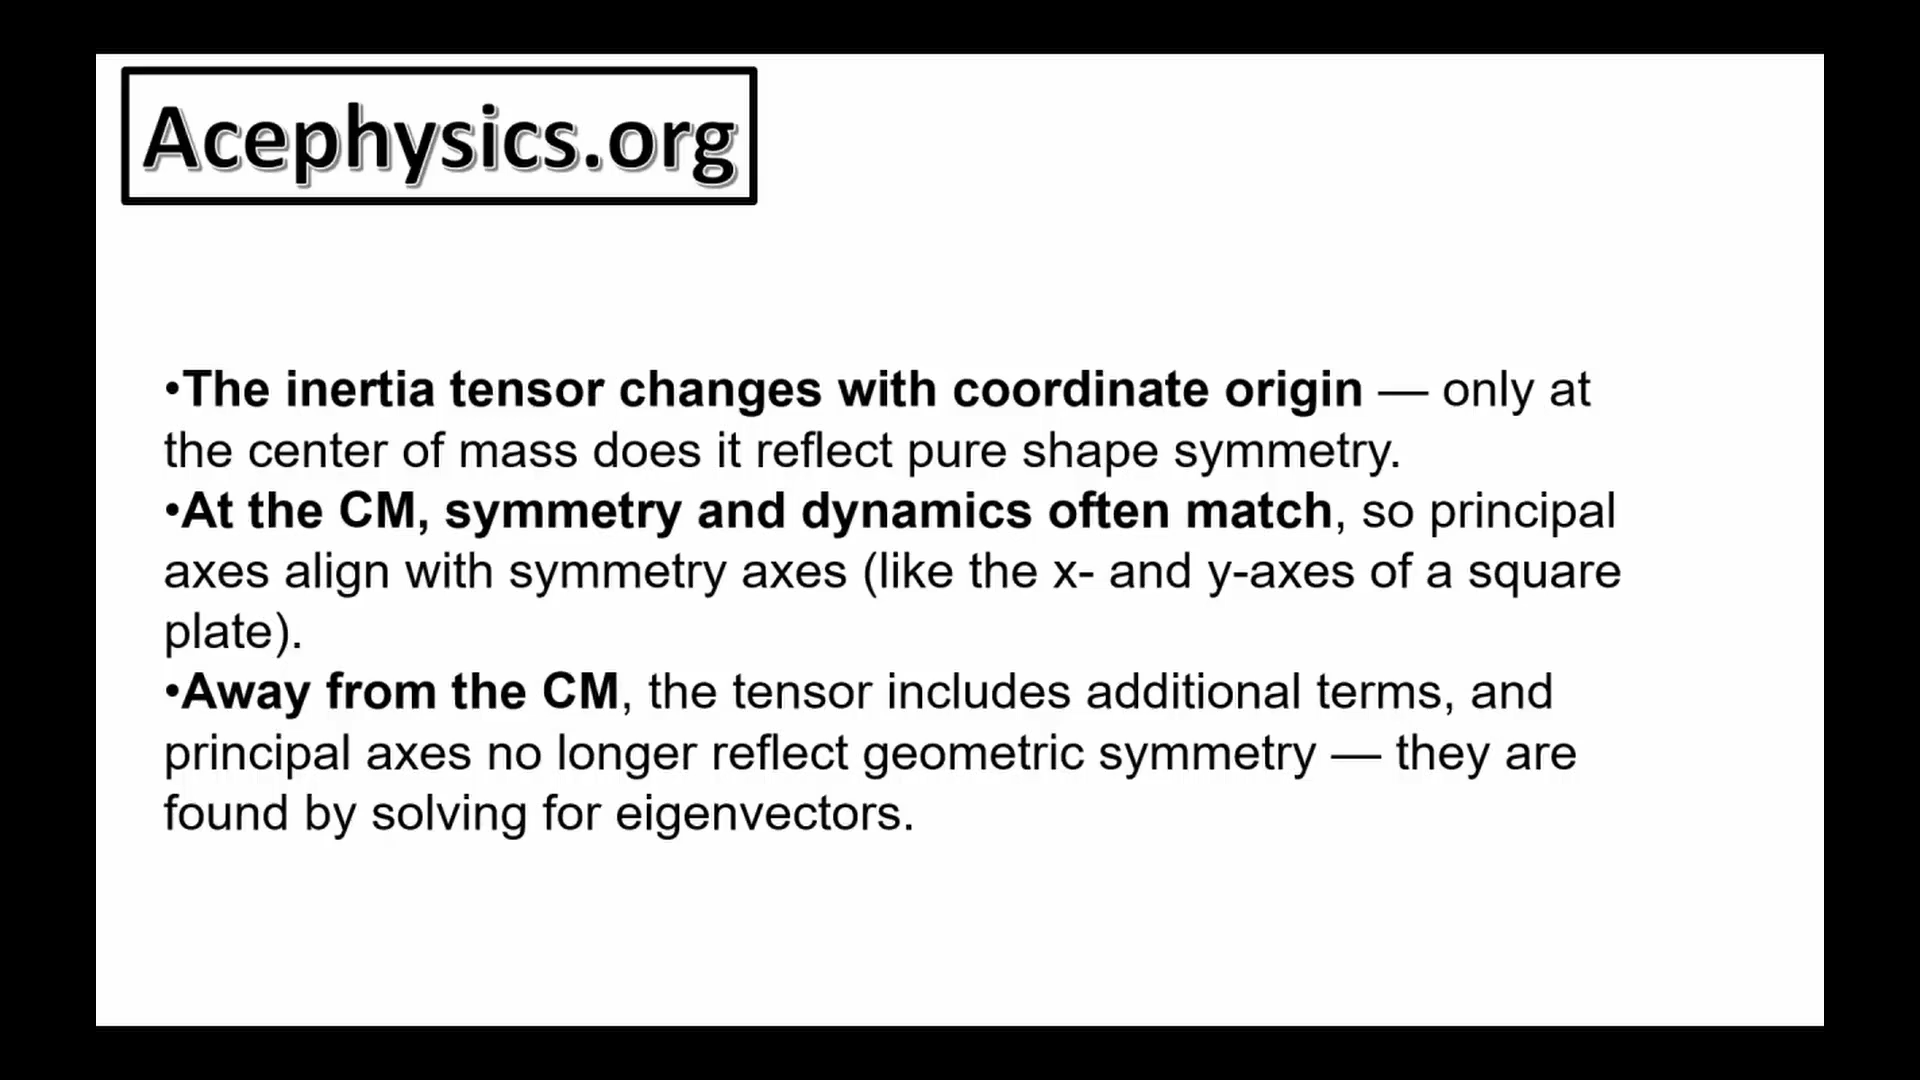 Acephysics.org
•The inertia tensor changes with coordinate origin — only at
the center of mass does it reflect pure shape symmetry.
•At the CM, symmetry and dynamics often match, so principal
axes align with symmetry axes (like the x- and y-axes of a square
plate).
•Away from the CM, the tensor includes additional terms, and
principal axes no longer reflect geometric symmetry — they are
found by solving for eigenvectors.